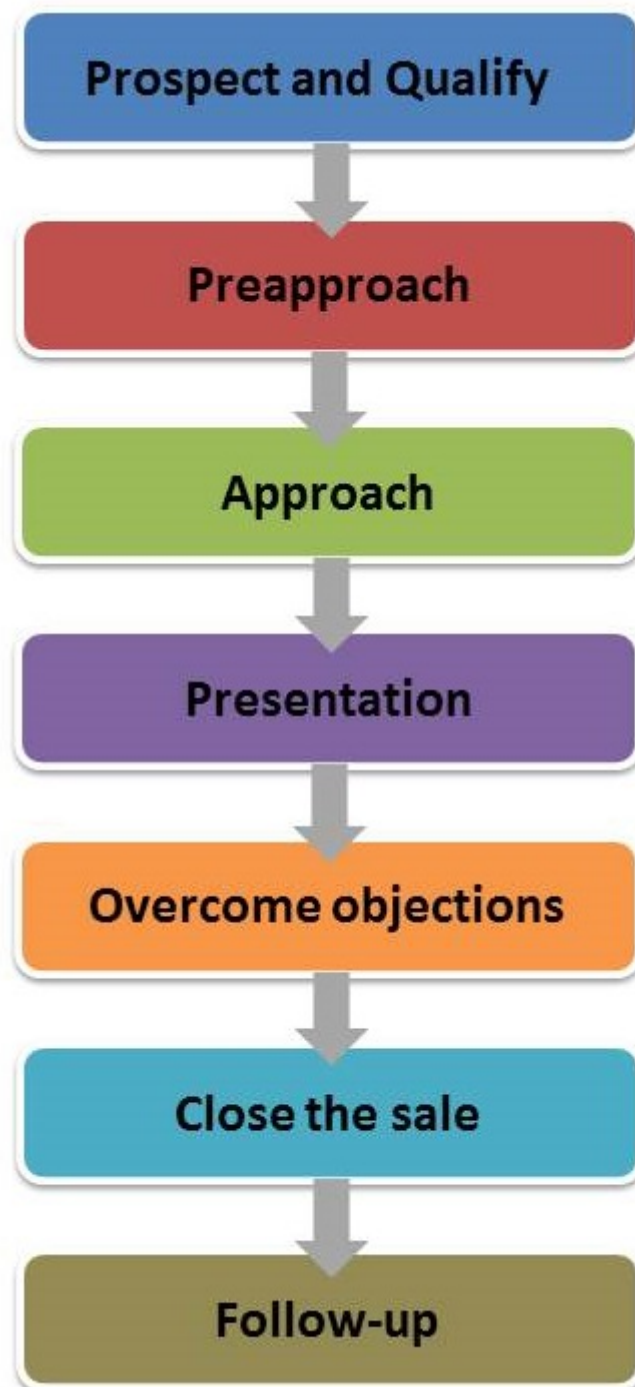 Prospect and Qualify
Preapproach
Approach
Presentation
Overcome objections
Close the sale
Follow-up